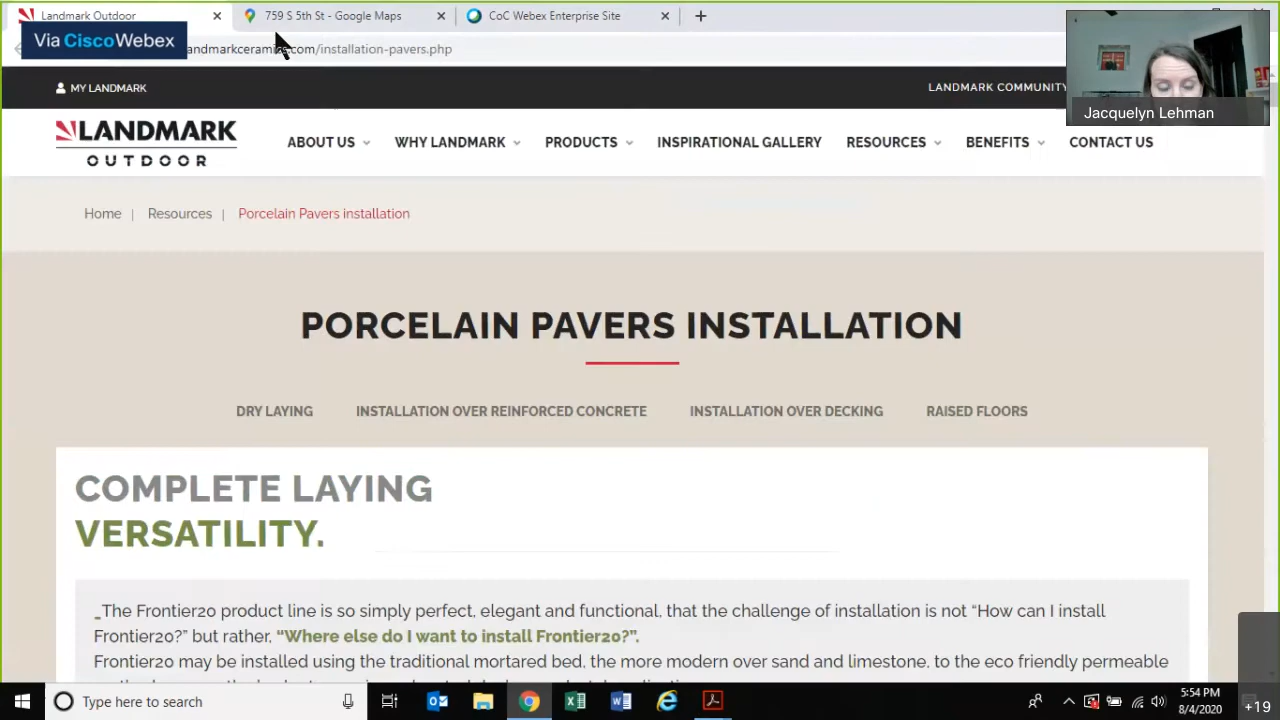 Landmark Outdoor
759 S 5th St - Google Maps
CoC Webex Enterprise Site
Via CiscoWebex
andmarkceramics.com/installation-pavers.php
Jacquelyn Lehman
MY LANDMARK
LANDMARK COMMUNITY
LANDMARK
OUTDOOR
ABOUT US
WHY LANDMARK
PRODUCTS
INSPIRATIONAL GALLERY
RESOURCES
BENEFITS
CONTACT US
Home | Resources | Porcelain Pavers installation
PORCELAIN PAVERS INSTALLATION
DRY LAYING
INSTALLATION OVER REINFORCED CONCRETE
INSTALLATION OVER DECKING
RAISED FLOORS
COMPLETE LAYING
VERSATILITY.
_The Frontier20 product line is so simply perfect, elegant and functional, that the challenge of installation is not “How can I install
Frontier20?” but rather, “Where else do I want to install Frontier20?”.
Frontier20 may be installed using the traditional mortared bed, the more modern over sand and limestone, to the eco friendly permeable
Type here to search
5:54 PM
8/4/2020
+19